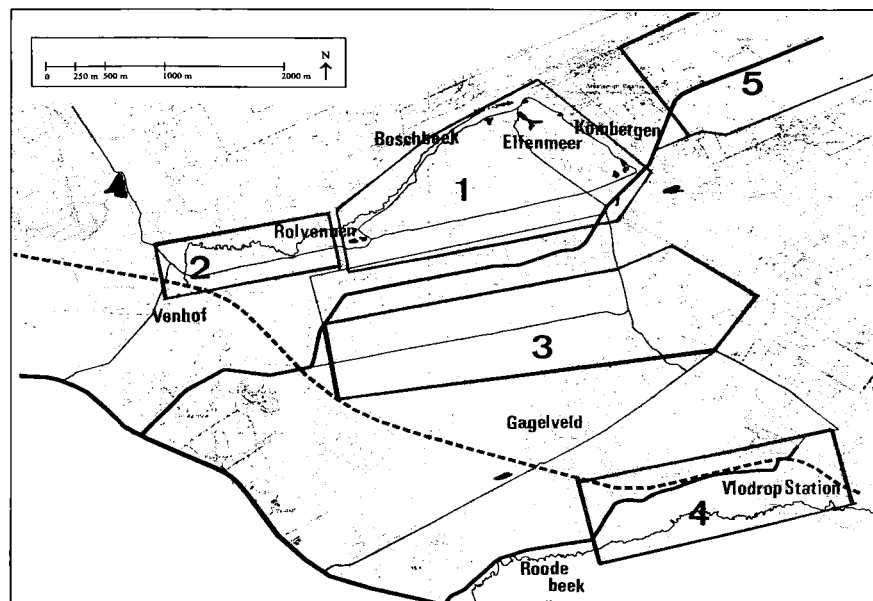 N
0 250 m 500 m 1000 m 2000 m
5
Boschbeek
Kombergen
Elfenmeer
1
Rolvennen
2
Venhof
3
Gagelveld
Vlodrop Station
4
Roode
beek